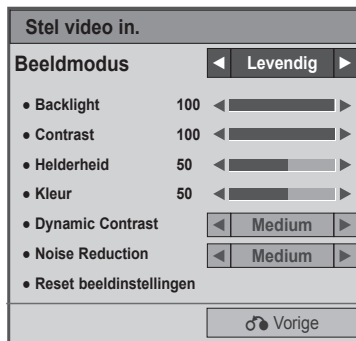 Stel video in.
Beeldmodus ◄ Levendig ►
● Backlight 100
● Contrast 100
● Helderheid 50
● Kleur 50
● Dynamic Contrast ◄ Medium ►
● Noise Reduction ◄ Medium ►
● Reset beeldinstellingen
Vorige